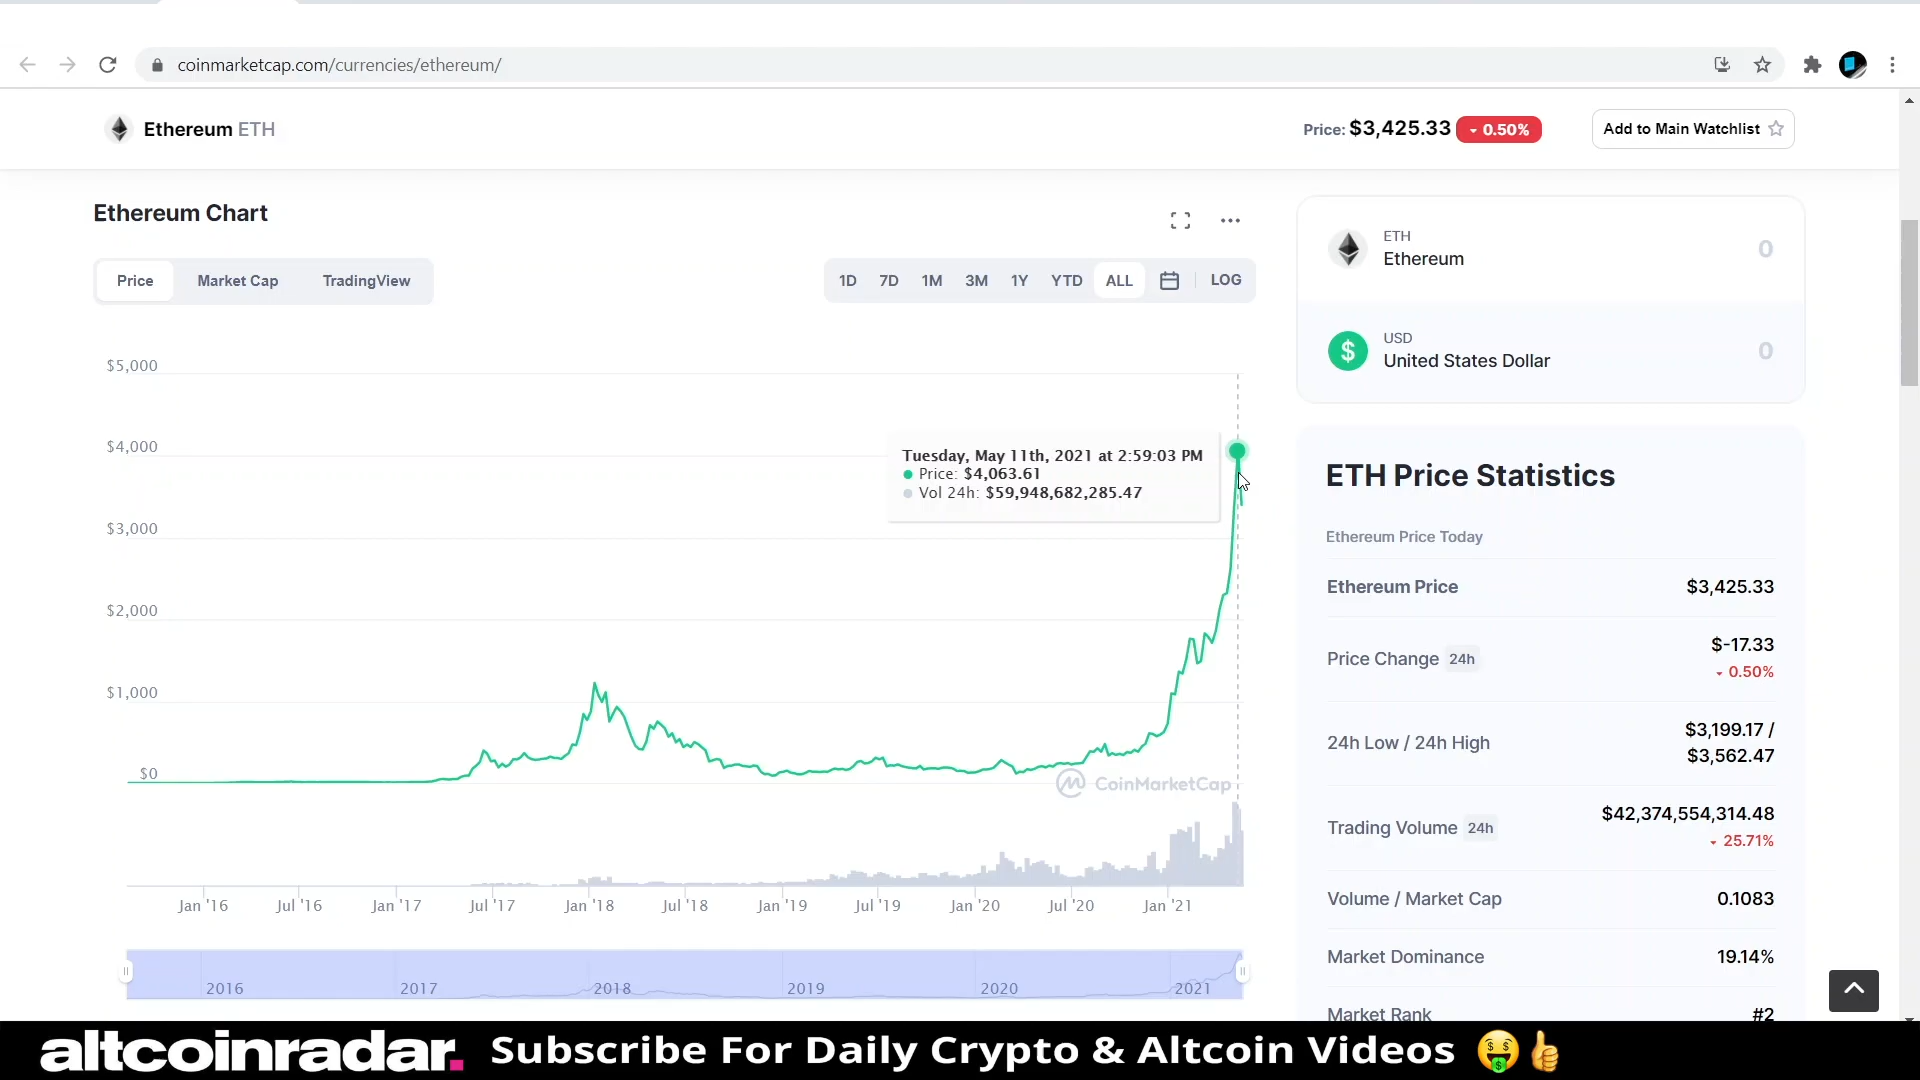 coinmarketcap.com/currencies/ethereum/
Ethereum ETH
Price: $3,425.33 0.50%
Add to Main Watchlist
Ethereum Chart
Price Market Cap TradingView
1D 7D 1M 3M 1Y YTD ALL LOG
$5,000
$4,000
$3,000
$2,000
$1,000
$0
Tuesday, May 11th, 2021 at 2:59:03 PM
Price: $4,063.61
Vol 24h: $59,948,682,285.47
CoinMarketCap
Jan '16 Jul '16 Jan '17 Jul '17 Jan '18 Jul '18 Jan '19 Jul '19 Jan '20 Jul '20 Jan '21
2016 2017 2018 2019 2020 2021
ETH
Ethereum 0
USD
$ United States Dollar 0
ETH Price Statistics
Ethereum Price Today
Ethereum Price $3,425.33
Price Change 24h $-17.33
0.50%
24h Low / 24h High $3,199.17 /
$3,562.47
Trading Volume 24h $42,374,554,314.48
25.71%
Volume / Market Cap 0.1083
Market Dominance 19.14%
Market Rank #2
altcoinradar. Subscribe For Daily Crypto & Altcoin Videos